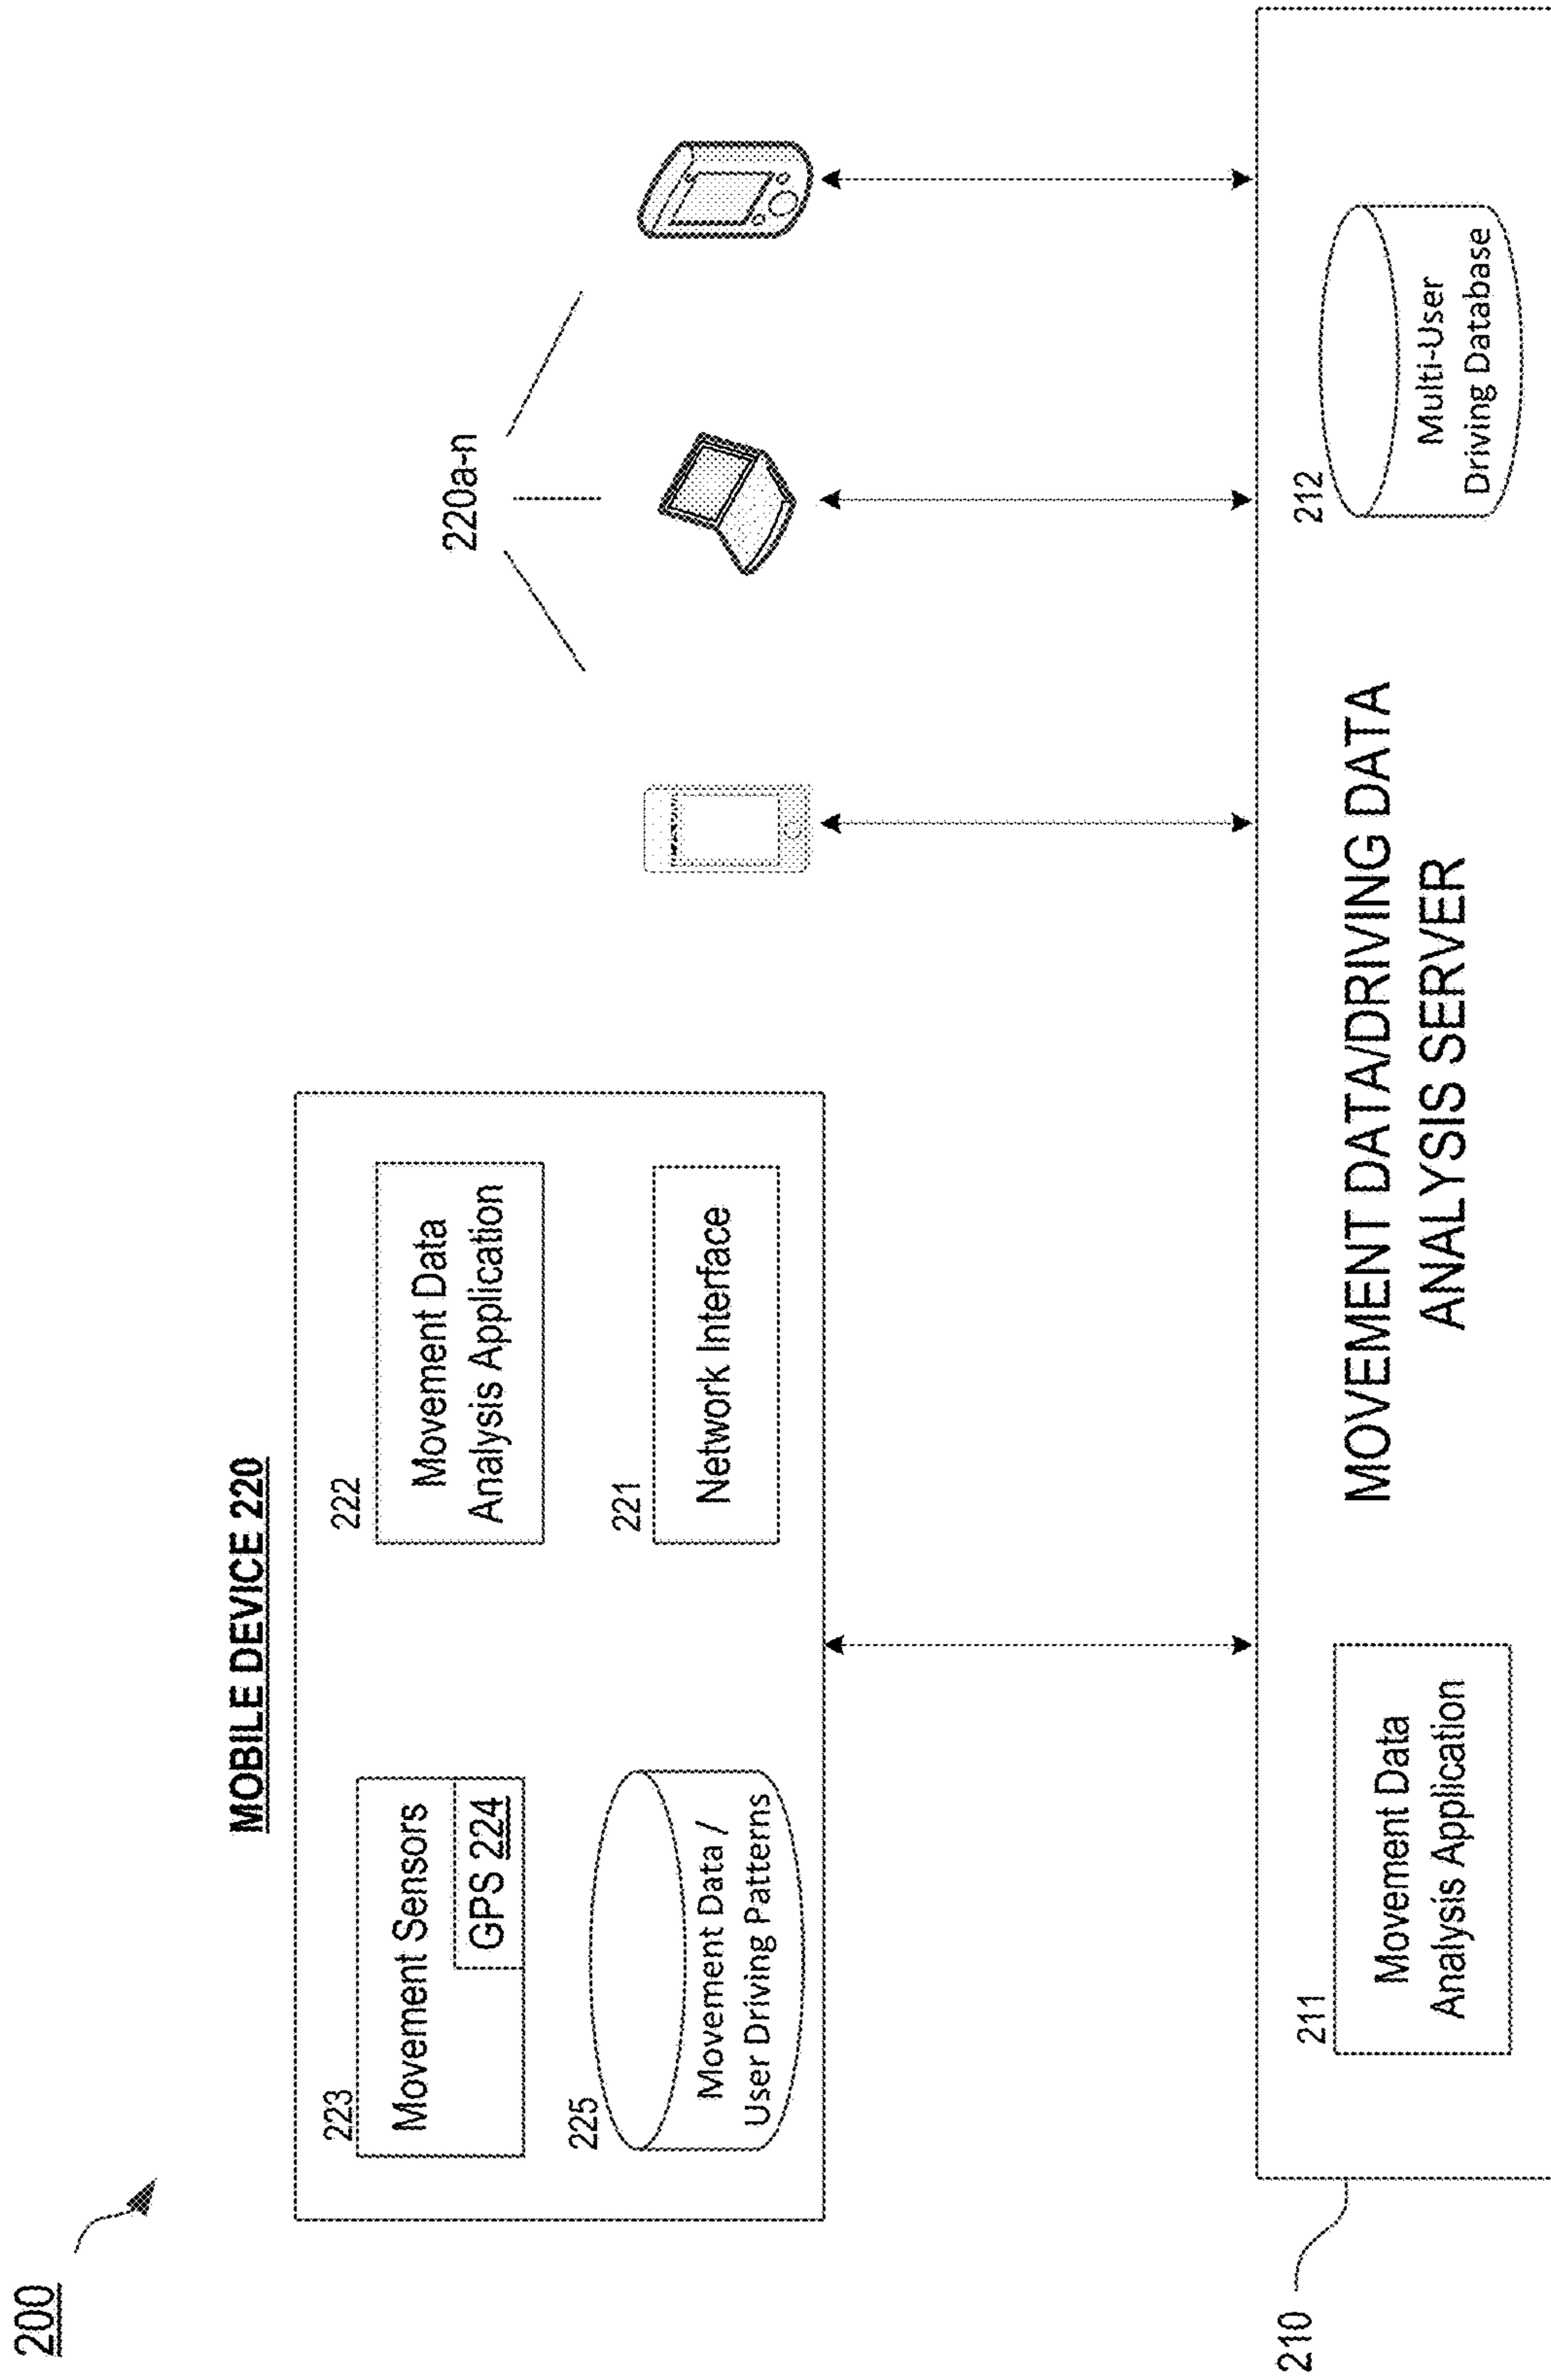 200
MOBILE DEVICE 220
223
Movement Sensors
GPS 224
222
Movement Data
Analysis Application
225
Movement Data /
User Driving Patterns
221
Network Interface
220a-n
210
211
Movement Data
Analysis Application
MOVEMENT DATA/DRIVING DATA
ANALYSIS SERVER
212
Multi-User
Driving Database